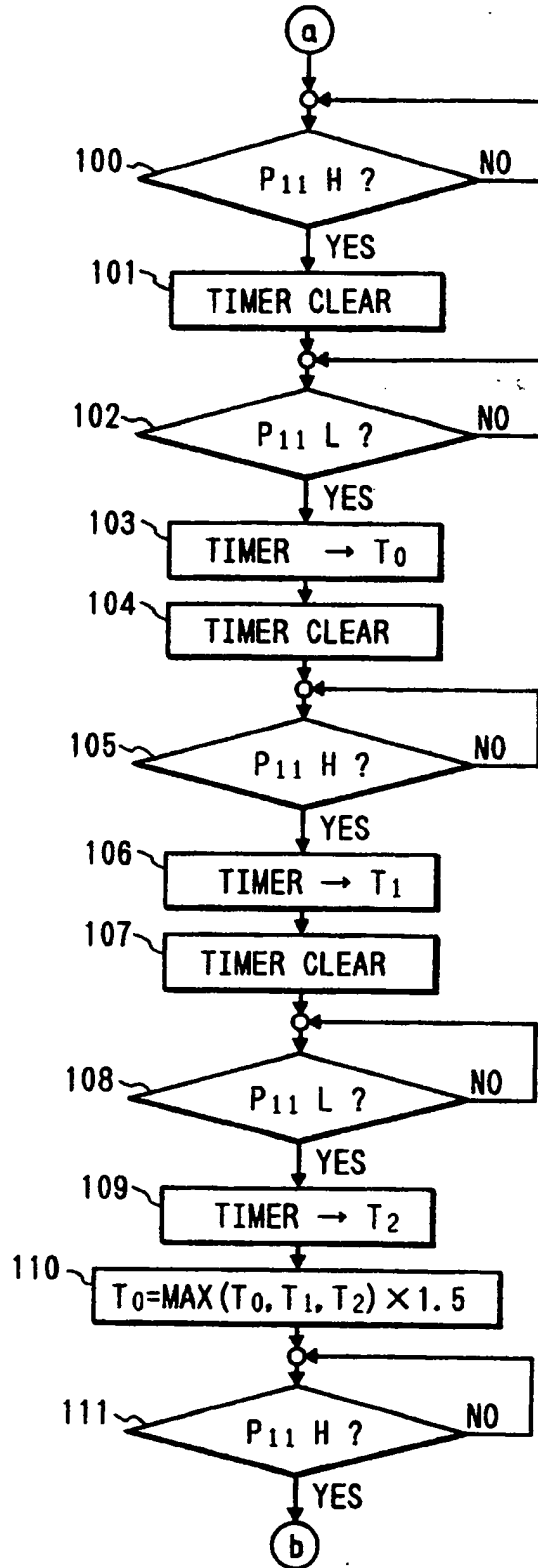 a
100
P11 H ?
NO
YES
101
TIMER CLEAR
102
P11 L ?
NO
YES
103
TIMER → T0
104
TIMER CLEAR
105
P11 H ?
NO
YES
106
TIMER → T1
107
TIMER CLEAR
108
P11 L ?
NO
YES
109
TIMER → T2
110
T0=MAX(T0, T1, T2)×1.5
111
P11 H ?
NO
YES
b